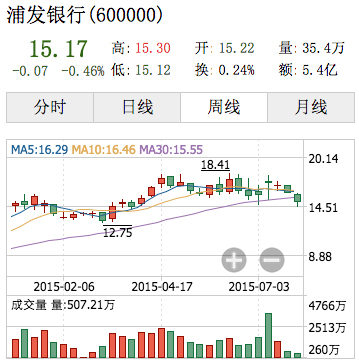 浦发银行(600000)
15.17 高: 15.30 开: 15.22 量: 35.4万
-0.07 -0.46% 低: 15.12 换: 0.24% 额: 5.4亿
分时 日线 周线 月线
MA5:16.29 MA10:16.46 MA30:15.55
20.14
18.41
14.51
12.75
8.88
2015-02-06 2015-04-17 2015-07-03
成交量 量:507.21万
4766万
2513万
260万